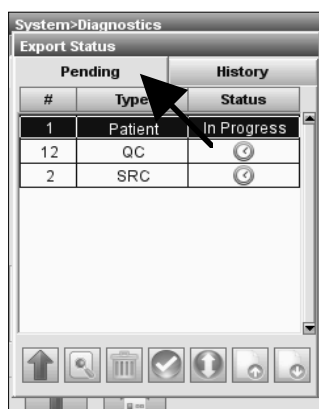 System>Diagnostics
Export Status
Pending History
# Type Status
1 Patient In Progress
12 QC
2 SRC